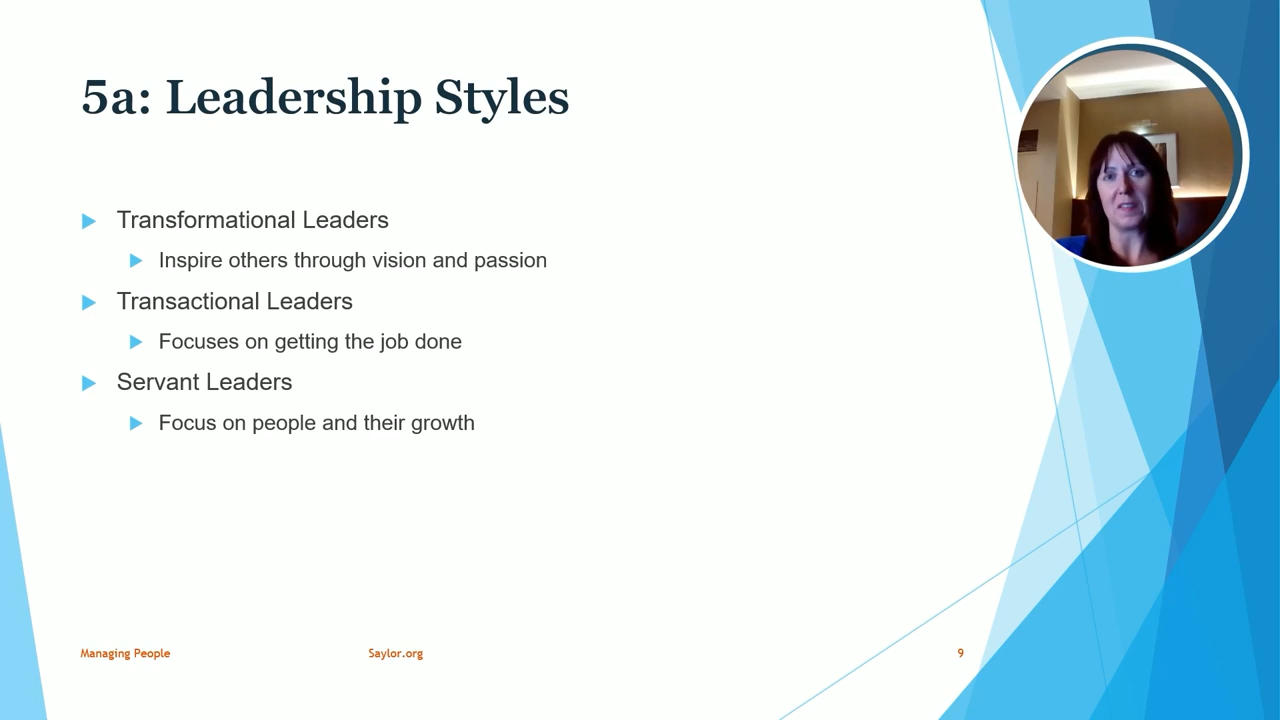 5a: Leadership Styles
Transformational Leaders
Inspire others through vision and passion
Transactional Leaders
Focuses on getting the job done
Servant Leaders
Focus on people and their growth
Managing People
Saylor.org
9